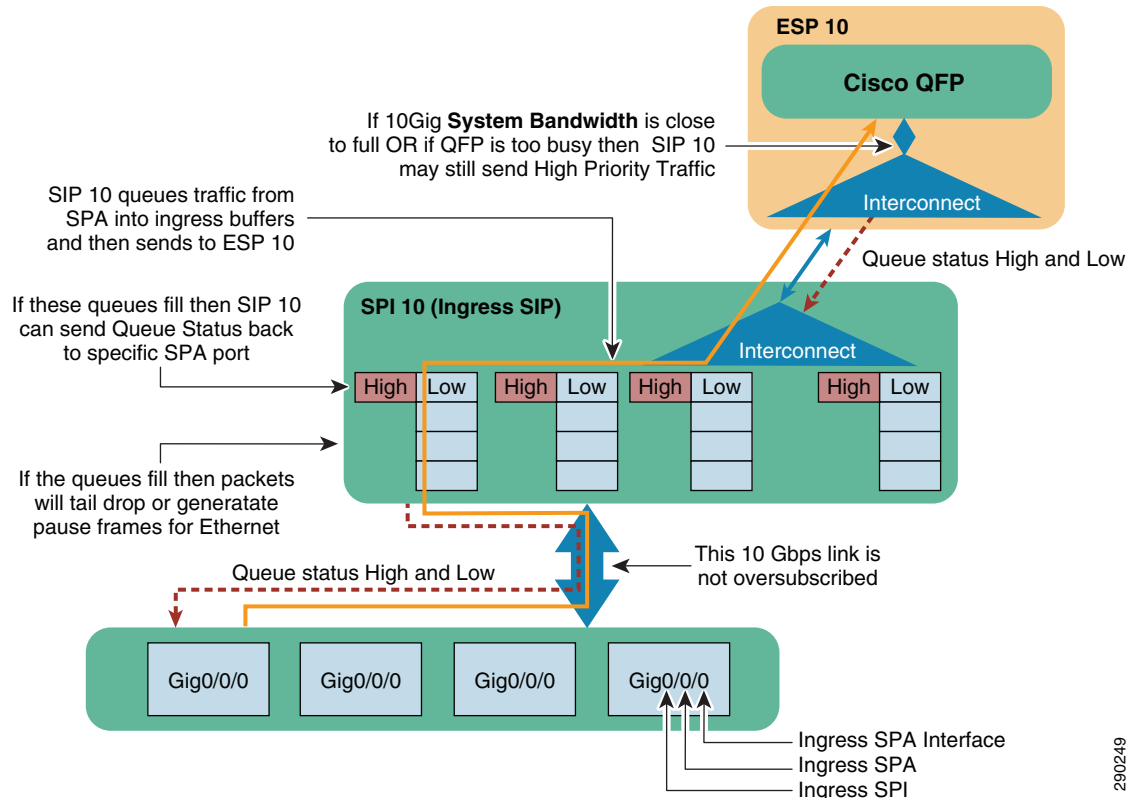 ESP 10
Cisco QFP
If 10Gig System Bandwidth is close
to full OR if QFP is too busy then SIP 10
may still send High Priority Traffic
Interconnect
SIP 10 queues traffic from
SPA into ingress buffers
and then sends to ESP 10
Queue status High and Low
If these queues fill then SIP 10
can send Queue Status back
to specific SPA port
SPI 10 (Ingress SIP)
Interconnect
High Low High Low High Low High Low
If the queues fill then packets
will tail drop or generatate
pause frames for Ethernet
This 10 Gbps link is
not oversubscribed
Queue status High and Low
Gig0/0/0 Gig0/0/0 Gig0/0/0 Gig0/0/0
Ingress SPA Interface
Ingress SPA
Ingress SPI
290249